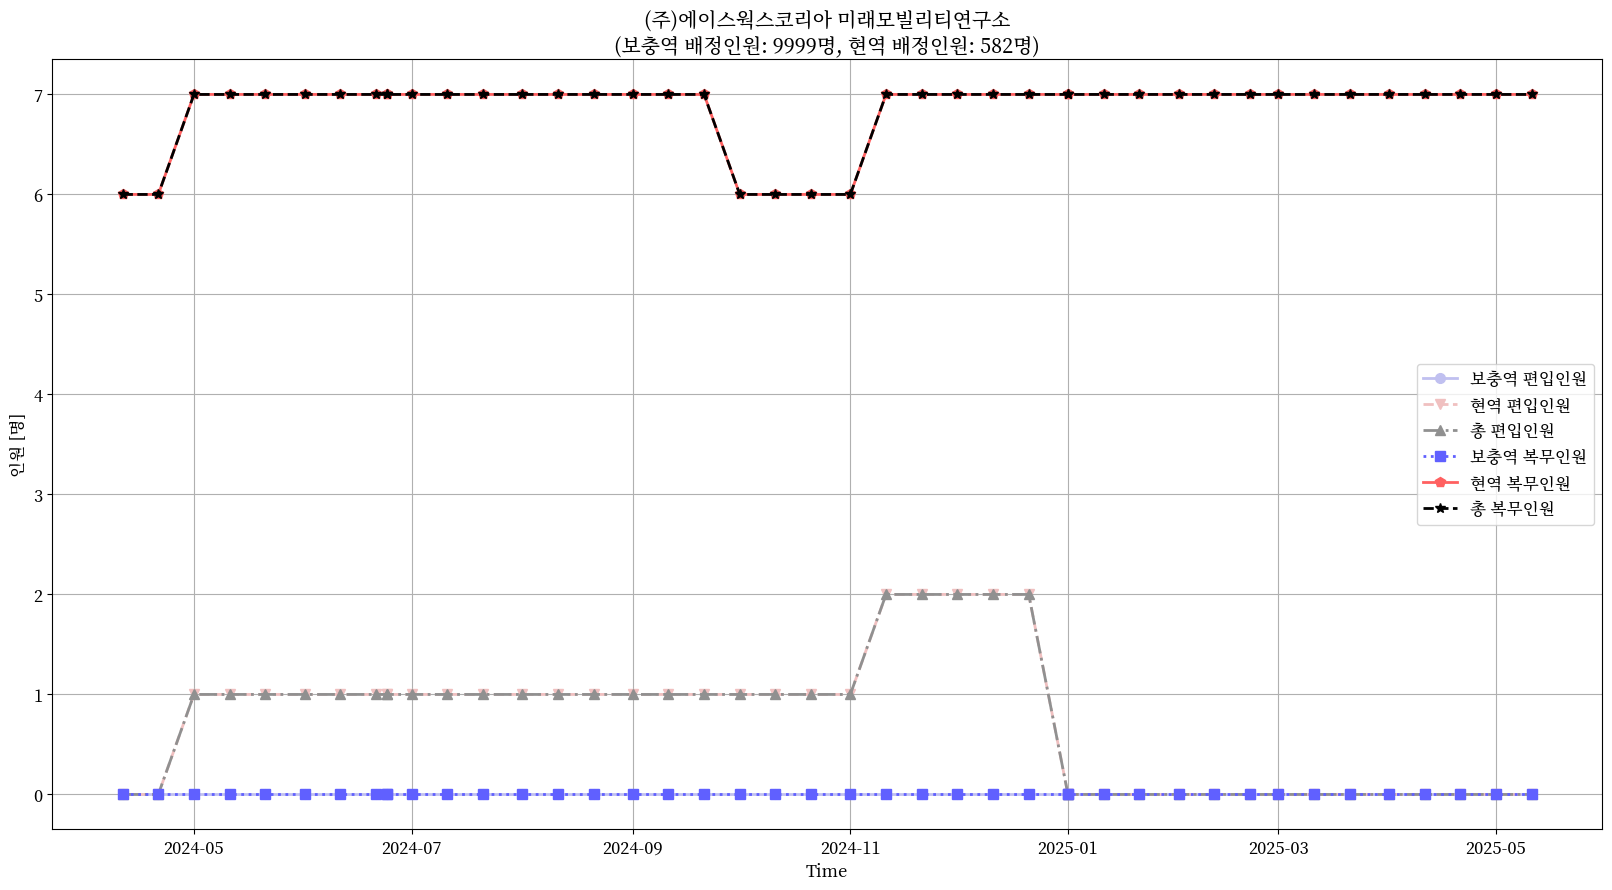 (주)에이스웍스코리아 미래모빌리티연구소
(보충역 배정인원: 9999명, 현역 배정인원: 582명)
7
6
5
4
3
2
1
0
인원 [명]
보충역 편입인원
현역 편입인원
총 편입인원
보충역 복무인원
현역 복무인원
총 복무인원
2024-05
2024-07
2024-09
2024-11
2025-01
2025-03
2025-05
Time